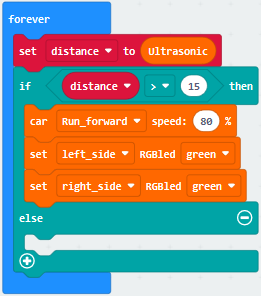 forever
set distance to Ultrasonic
if distance > 15 then
car Run_forward speed: 80 %
set left_side RGBled green
set right_side RGBled green
else